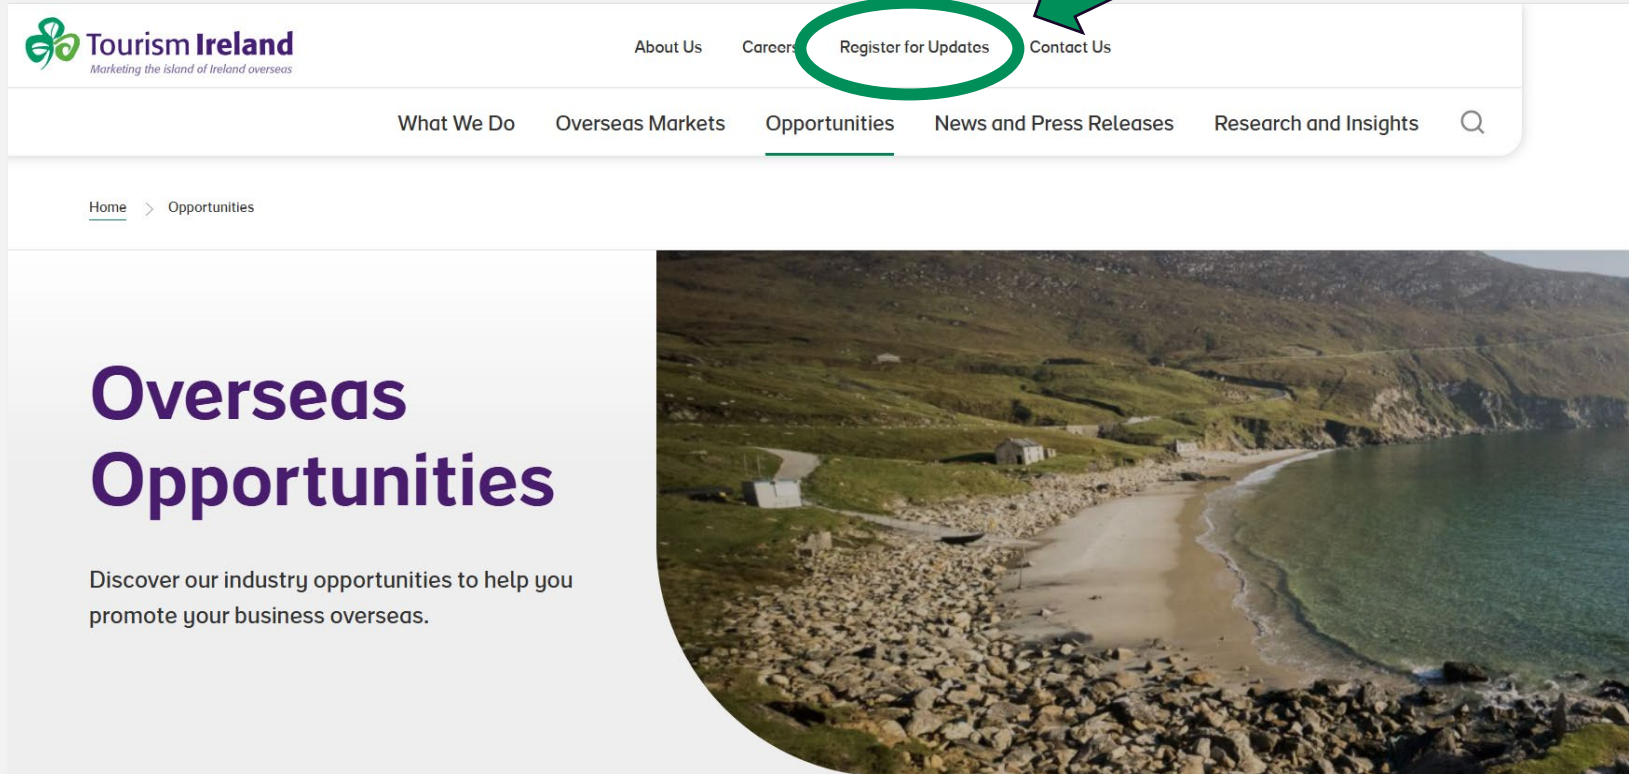 Tourism Ireland
Marketing the island of Ireland overseas
About Us Careers Register for Updates Contact Us
What We Do Overseas Markets Opportunities News and Press Releases Research and Insights
Home > Opportunities
Overseas
Opportunities
Discover our industry opportunities to help you
promote your business overseas.